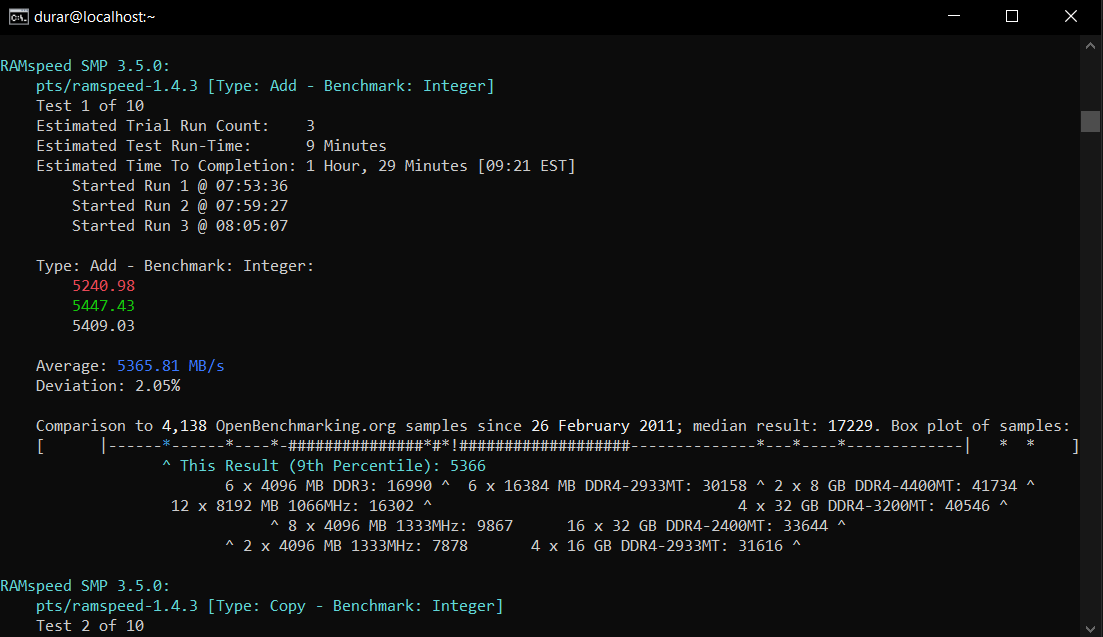 durar@localhost:~
RAMspeed SMP 3.5.0:
pts/ramspeed-1.4.3 [Type: Add - Benchmark: Integer]
Test 1 of 10
Estimated Trial Run Count:    3
Estimated Test Run-Time:      9 Minutes
Estimated Time To Completion: 1 Hour, 29 Minutes [09:21 EST]
Started Run 1 @ 07:53:36
Started Run 2 @ 07:59:27
Started Run 3 @ 08:05:07
Type: Add - Benchmark: Integer:
5240.98
5447.43
5409.03
Average: 5365.81 MB/s
Deviation: 2.05%
Comparison to 4,138 OpenBenchmarking.org samples since 26 February 2011; median result: 17229. Box plot of samples:
[      |------*------*----*-###############*#*!###################--------------*---*----*-------------|   *  *    ]
^ This Result (9th Percentile): 5366
6 x 4096 MB DDR3: 16990 ^  6 x 16384 MB DDR4-2933MT: 30158 ^ 2 x 8 GB DDR4-4400MT: 41734 ^
12 x 8192 MB 1066MHz: 16302 ^                                  4 x 32 GB DDR4-3200MT: 40546 ^
^ 8 x 4096 MB 1333MHz: 9867      16 x 32 GB DDR4-2400MT: 33644 ^
^ 2 x 4096 MB 1333MHz: 7878       4 x 16 GB DDR4-2933MT: 31616 ^
RAMspeed SMP 3.5.0:
pts/ramspeed-1.4.3 [Type: Copy - Benchmark: Integer]
Test 2 of 10